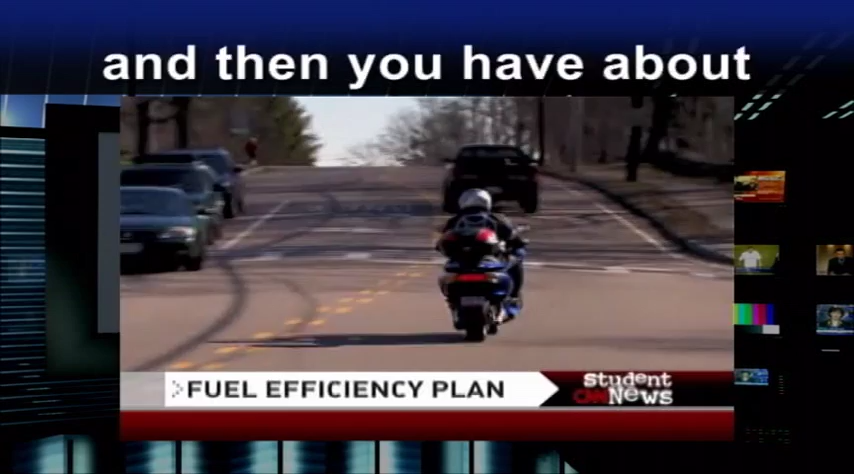 and then you have about
FUEL EFFICIENCY PLAN
student
CNN News